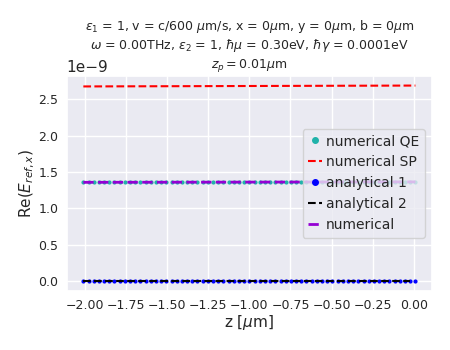 ε₁ = 1, v = c/600 μm/s, x = 0μm, y = 0μm, b = 0μm
ω = 0.00THz, ε₂ = 1, ħμ = 0.30eV, ħγ = 0.0001eV
zₚ = 0.01μm
1e−9
2.5
2.0
1.5
1.0
0.5
0.0
Re(E_{ref,x})
numerical QE
numerical SP
analytical 1
analytical 2
numerical
−2.00 −1.75 −1.50 −1.25 −1.00 −0.75 −0.50 −0.25 0.00
z [μm]